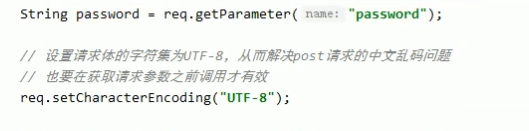 String password = req.getParameter( name: "password");
// 设置请求体的字符集为UTF-8，从而解决post请求的中文乱码问题
// 也要在获取请求参数之前调用才有效
req.setCharacterEncoding("UTF-8");